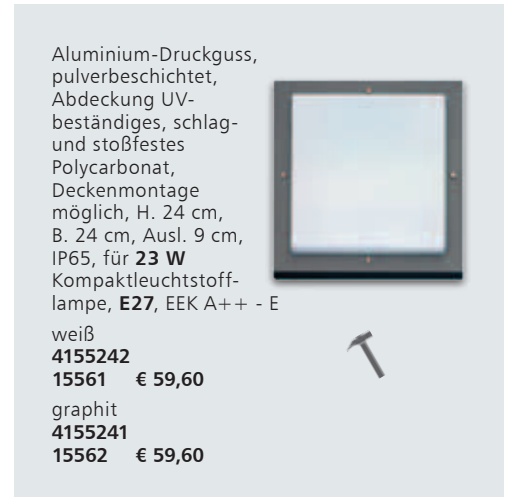 Aluminium-Druckguss,
pulverbeschichtet,
Abdeckung UV-
beständiges, schlag-
und stoßfestes
Polycarbonat,
Deckenmontage
möglich, H. 24 cm,
B. 24 cm, Ausl. 9 cm,
IP65, für 23 W
Kompaktleuchtstoff-
lampe, E27, EEK A++ - E
weiß
4155242
15561 € 59,60
graphit
4155241
15562 € 59,60